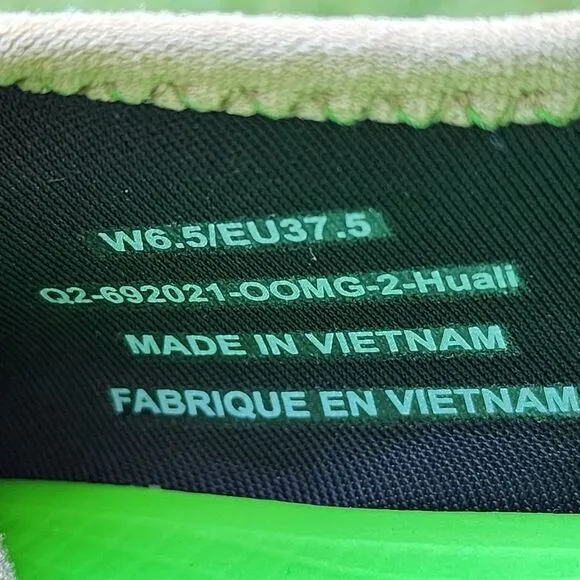 W6.5/EU37.5
Q2-692021-OOMG-2-Huali
MADE IN VIETNAM
FABRIQUE EN VIETNAM